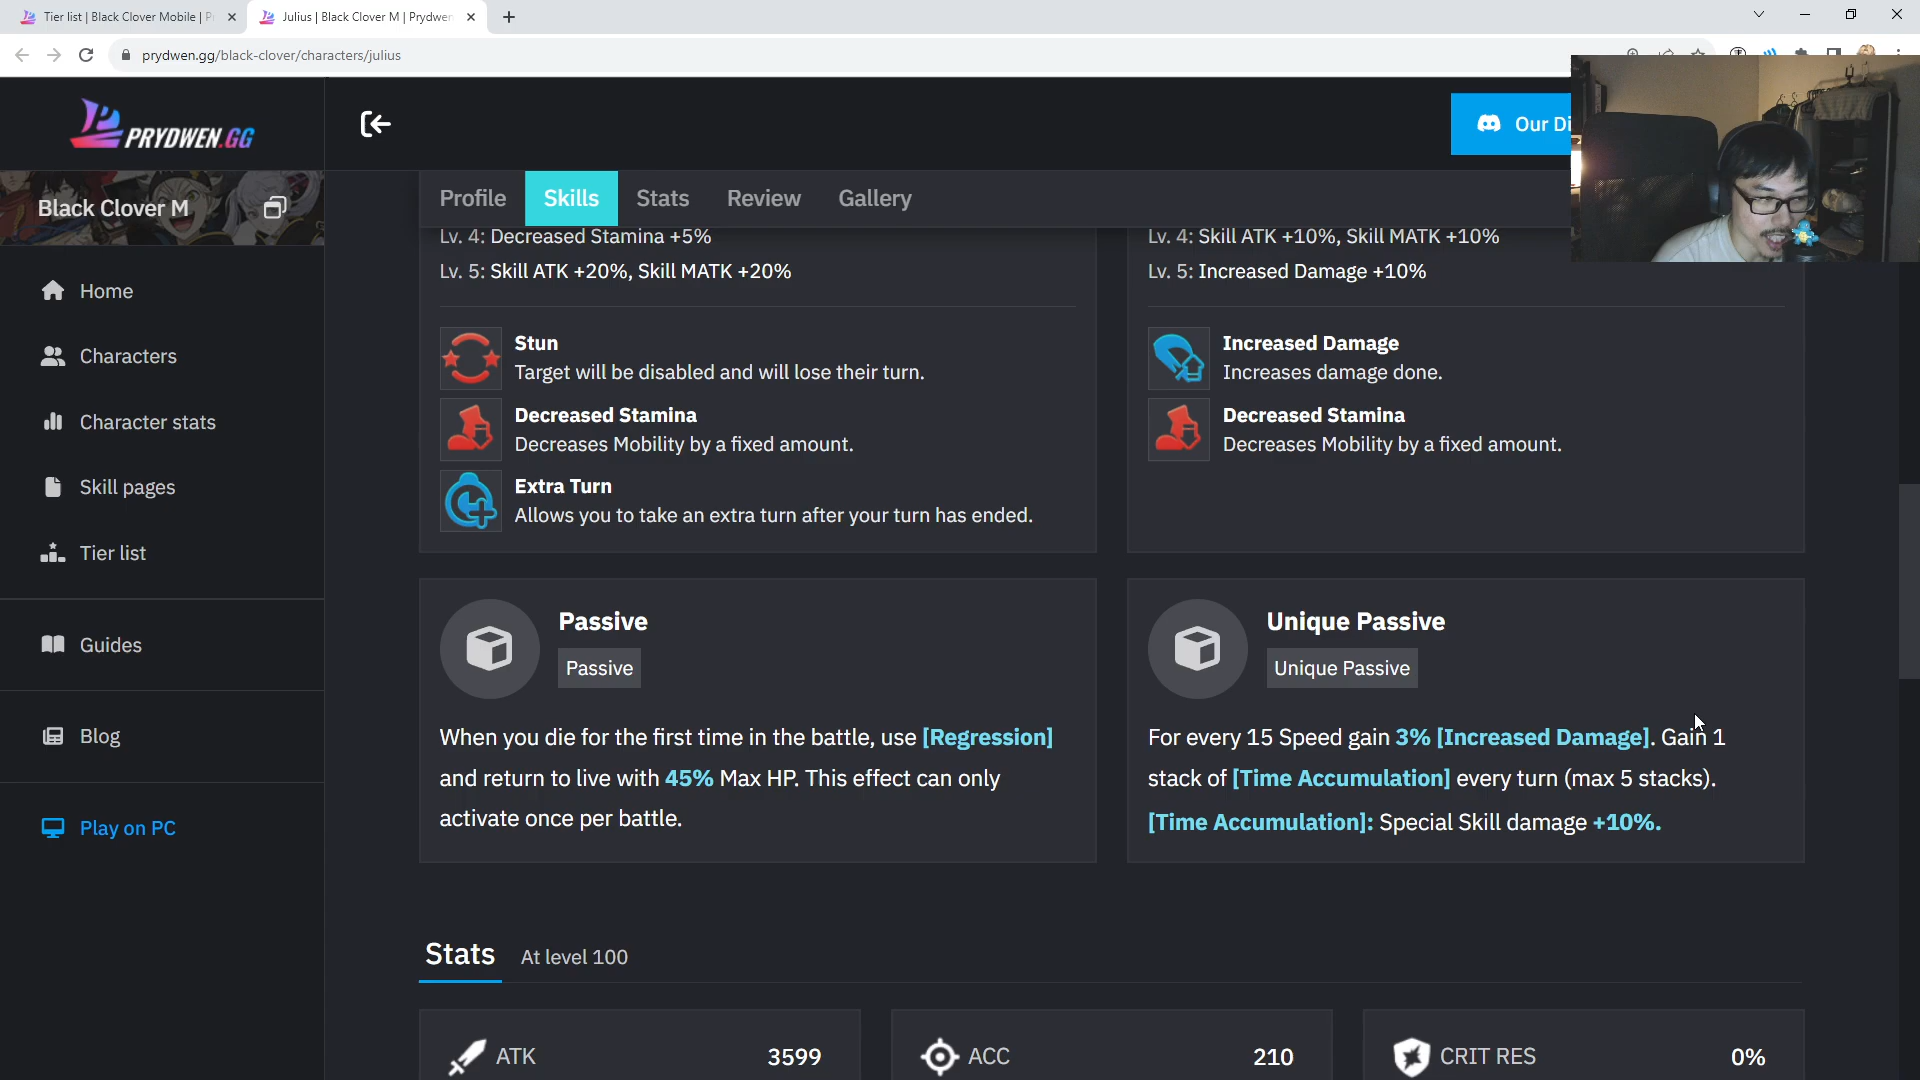 Tier list | Black Clover Mobile | P
Julius | Black Clover M | Prydwen
prydwen.gg/black-clover/characters/julius
PRYDWEN.GG
Our Di
Black Clover M
Profile
Skills
Stats
Review
Gallery
Home
Characters
Character stats
Skill pages
Tier list
Guides
Blog
Play on PC
Lv. 4: Decreased Stamina +5%
Lv. 5: Skill ATK +20%, Skill MATK +20%
Stun
Target will be disabled and will lose their turn.
Decreased Stamina
Decreases Mobility by a fixed amount.
Extra Turn
Allows you to take an extra turn after your turn has ended.
Lv. 4: Skill ATK +10%, Skill MATK +10%
Lv. 5: Increased Damage +10%
Increased Damage
Increases damage done.
Decreased Stamina
Decreases Mobility by a fixed amount.
Passive
Passive
When you die for the first time in the battle, use [Regression]
and return to live with 45% Max HP. This effect can only
activate once per battle.
Unique Passive
Unique Passive
For every 15 Speed gain 3% [Increased Damage]. Gain 1
stack of [Time Accumulation] every turn (max 5 stacks).
[Time Accumulation]: Special Skill damage +10%.
Stats At level 100
ATK 3599
ACC 210
CRIT RES 0%